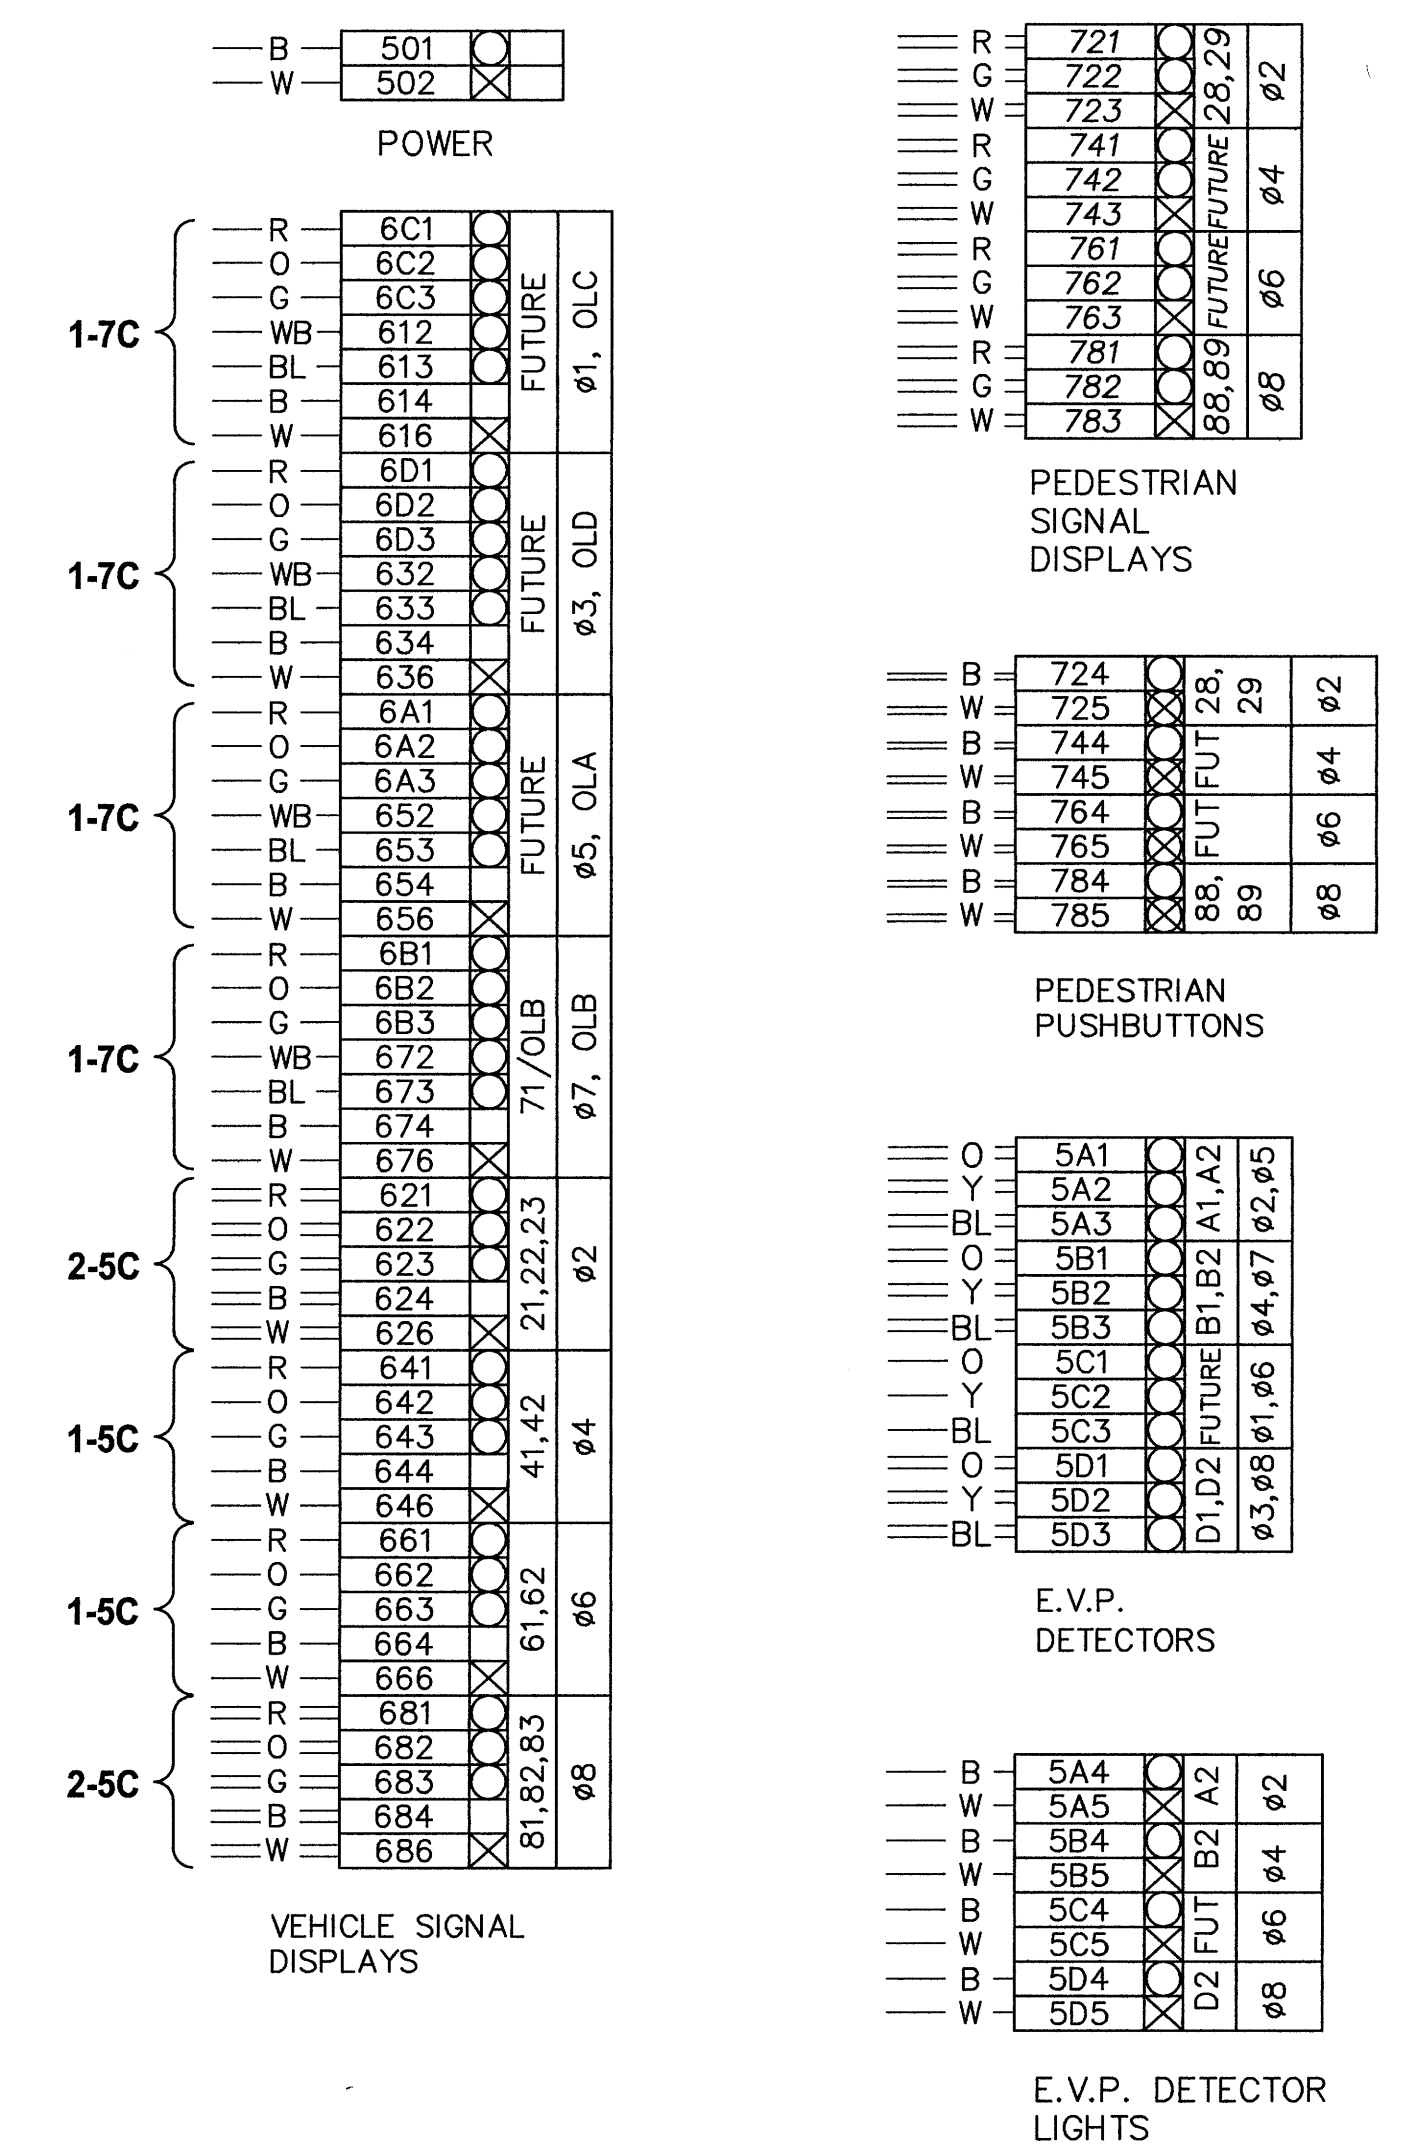 B 501
W 502
POWER
1-7C
R 6C1
O 6C2
G 6C3
WB 612
BL 613
B 614
W 616
FUTURE
ø1, OLC
1-7C
R 6D1
O 6D2
G 6D3
WB 632
BL 633
B 634
W 636
FUTURE
ø3, OLD
1-7C
R 6A1
O 6A2
G 6A3
WB 652
BL 653
B 654
W 656
FUTURE
ø5, OLA
1-7C
R 6B1
O 6B2
G 6B3
WB 672
BL 673
B 674
W 676
71/OLB
ø7, OLB
2-5C
R 621
O 622
G 623
B 624
W 626
21,22,23
ø2
1-5C
R 641
O 642
G 643
B 644
W 646
41,42
ø4
1-5C
R 661
O 662
G 663
B 664
W 666
61,62
ø6
2-5C
R 681
O 682
G 683
B 684
W 686
81,82,83
ø8
VEHICLE SIGNAL
DISPLAYS
R 721
G 722
W 723
28,29
ø2
R 741
G 742
W 743
FUTURE
ø4
R 761
G 762
W 763
FUTURE
ø6
R 781
G 782
W 783
88,89
ø8
PEDESTRIAN
SIGNAL
DISPLAYS
B 724
W 725
28,
29
ø2
B 744
W 745
FUT
ø4
B 764
W 765
FUT
ø6
B 784
W 785
88,
89
ø8
PEDESTRIAN
PUSHBUTTONS
O 5A1
Y 5A2
BL 5A3
A1,A2
ø2,ø5
O 5B1
Y 5B2
BL 5B3
B1,B2
ø4,ø7
O 5C1
Y 5C2
BL 5C3
FUTURE
ø1,ø6
O 5D1
Y 5D2
BL 5D3
D1,D2
ø3,ø8
E.V.P.
DETECTORS
B 5A4
W 5A5
A2
ø2
B 5B4
W 5B5
B2
ø4
B 5C4
W 5C5
FUT
ø6
B 5D4
W 5D5
D2
ø8
E.V.P. DETECTOR
LIGHTS